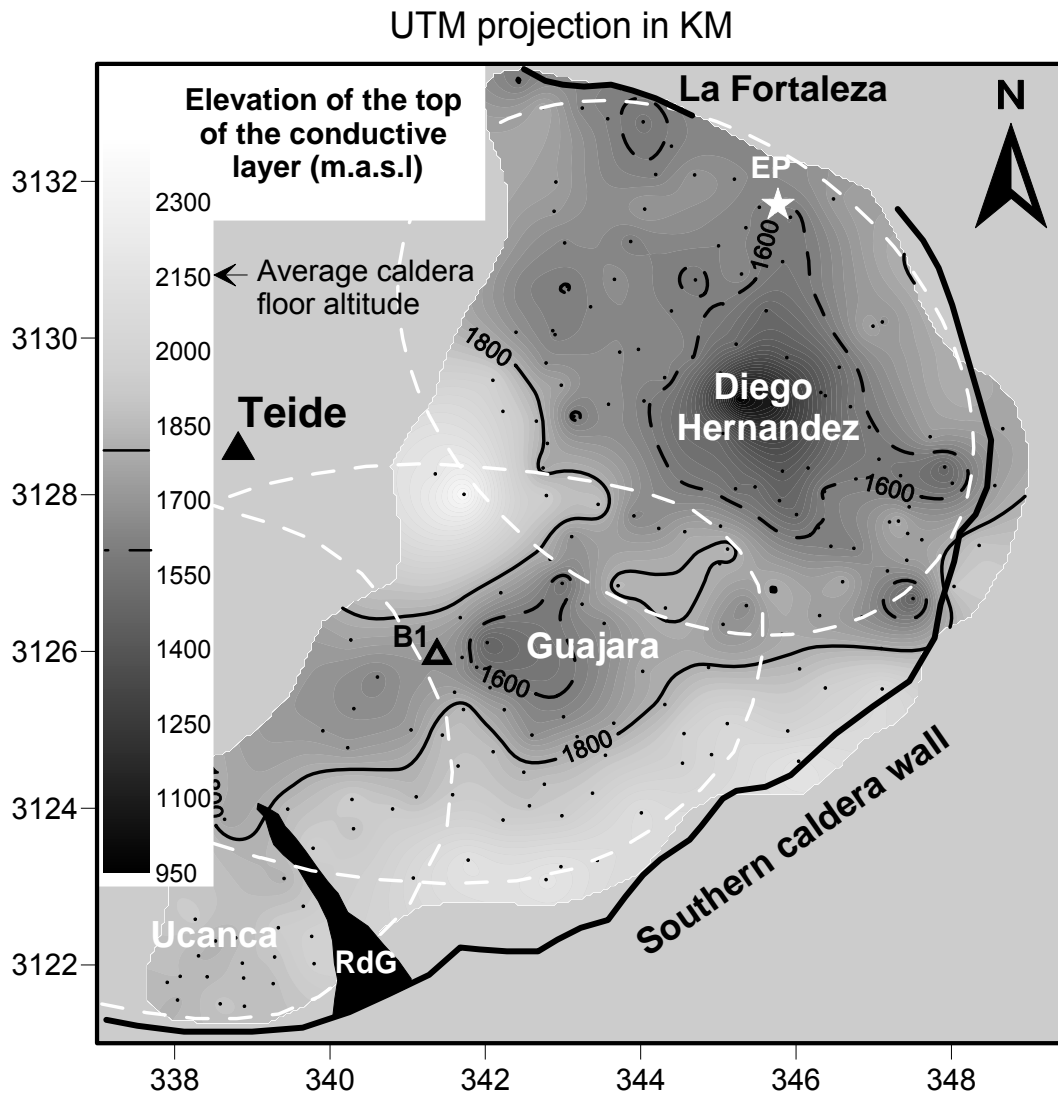 UTM projection in KM
Elevation of the top
of the conductive
layer (m.a.s.l)
La Fortaleza
N
EP
3132
3130
3128
3126
3124
3122
2300
2150
2000
1850
1700
1550
1400
1250
1100
950
Average caldera
floor altitude
1600
1800
Teide
Diego
Hernandez
1600
B1
Guajara
1600
1800
1800
Southern caldera wall
Ucanca
RdG
338
340
342
344
346
348